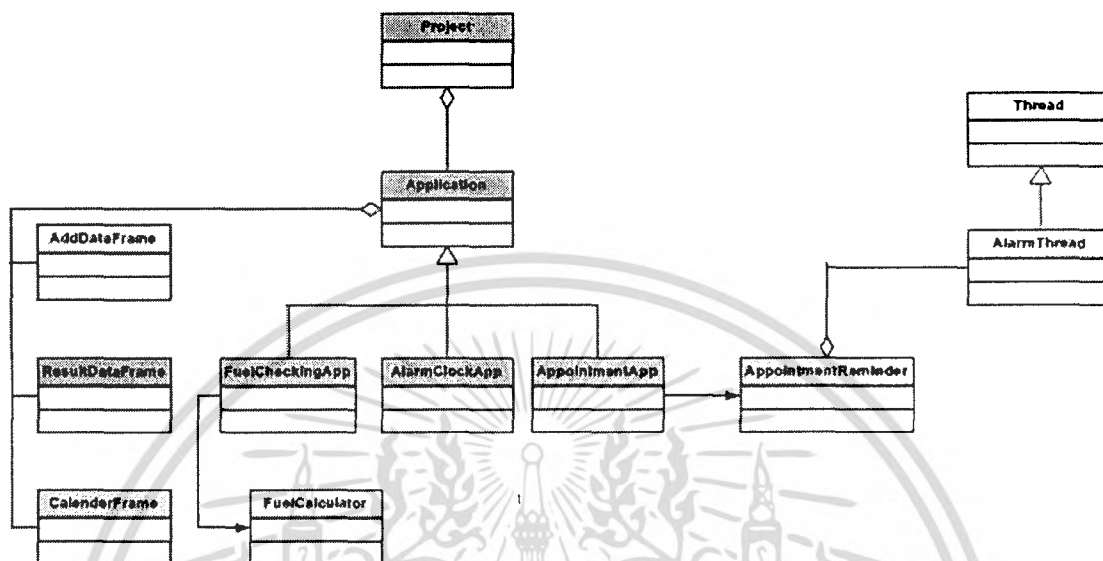 Project
Thread
Application
AddDataFrame
AlarmThread
ResultDataFrame
FuelCheckingApp
AlarmClockApp
AppointmentApp
AppointmentReminder
CalenderFrame
FuelCalculator